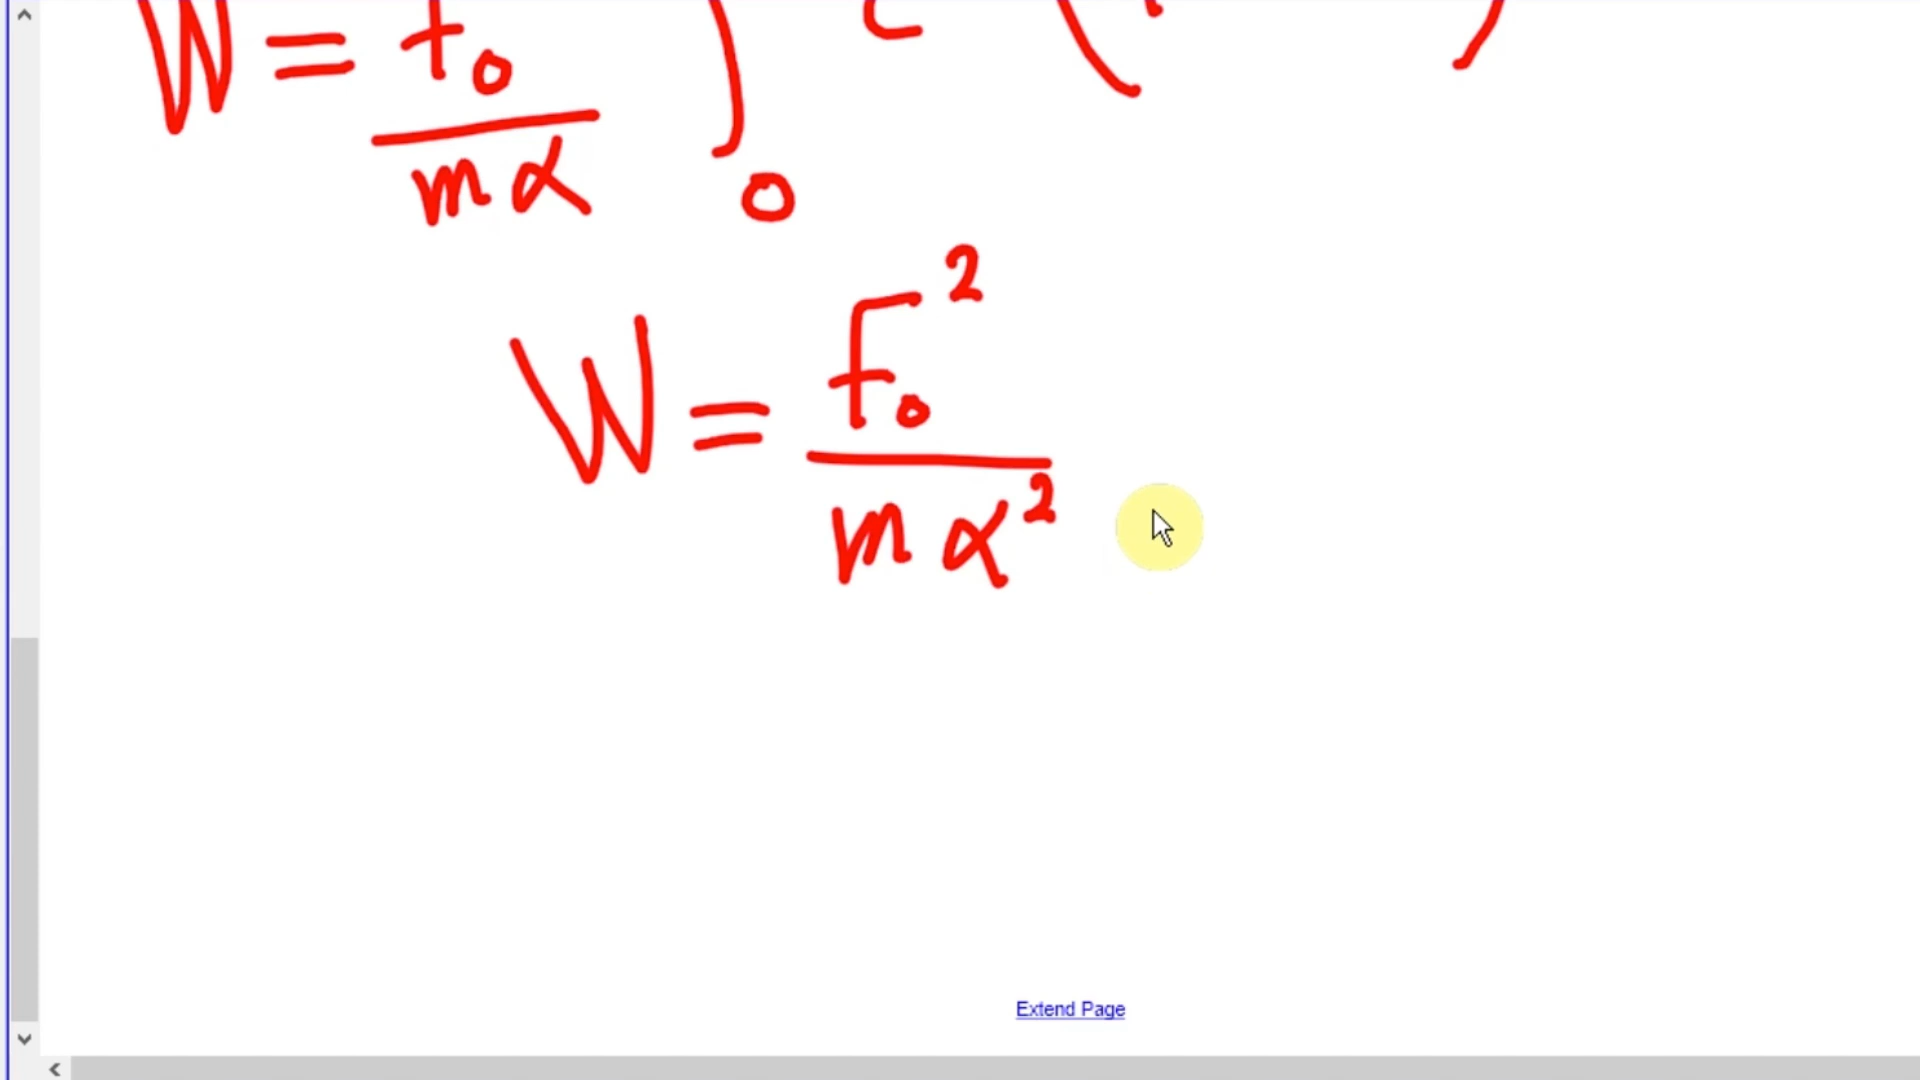 W = F₀/mα ∫₀
W = F₀²/mα²
Extend Page